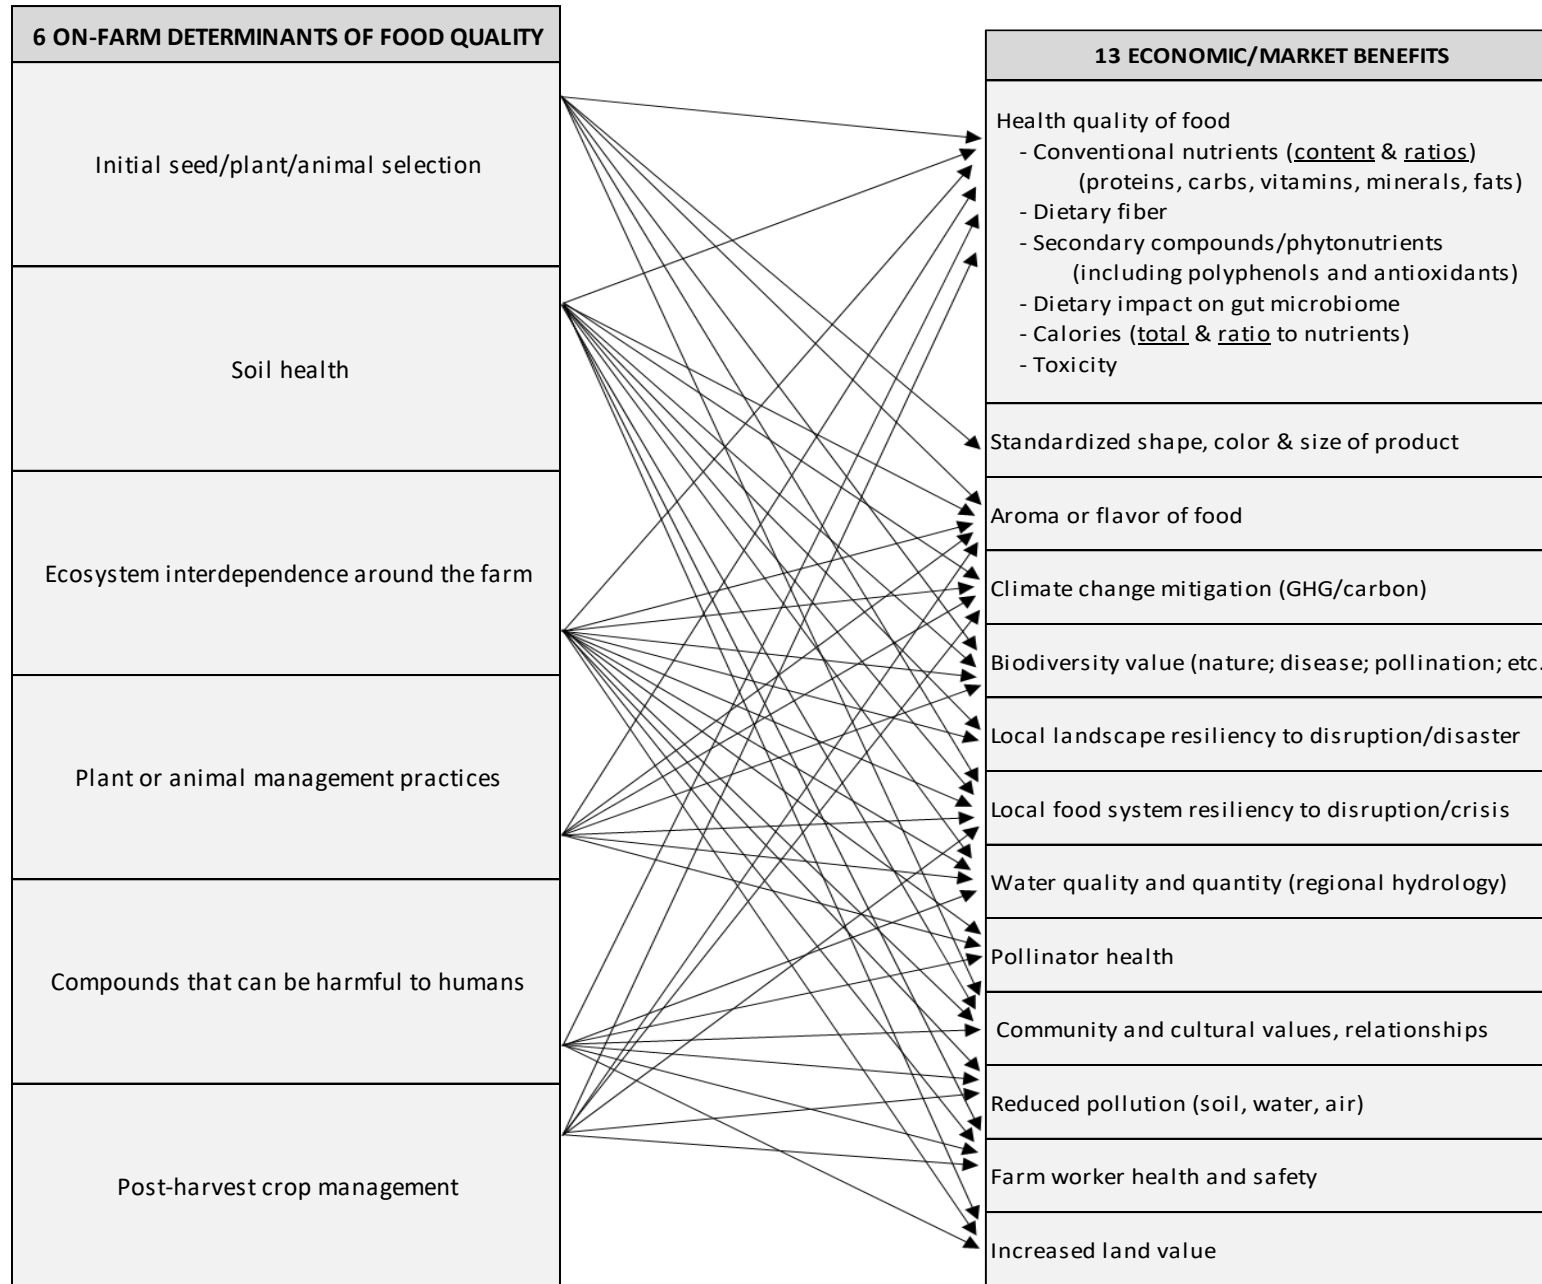 6 ON-FARM DETERMINANTS OF FOOD QUALITY
Initial seed/plant/animal selection
Soil health
Ecosystem interdependence around the farm
Plant or animal management practices
Compounds that can be harmful to humans
Post-harvest crop management
13 ECONOMIC/MARKET BENEFITS
Health quality of food
- Conventional nutrients (content & ratios)
(proteins, carbs, vitamins, minerals, fats)
- Dietary fiber
- Secondary compounds/phytonutrients
(including polyphenols and antioxidants)
- Dietary impact on gut microbiome
- Calories (total & ratio to nutrients)
- Toxicity
Standardized shape, color & size of product
Aroma or flavor of food
Climate change mitigation (GHG/carbon)
Biodiversity value (nature; disease; pollination; etc.
Local landscape resiliency to disruption/disaster
Local food system resiliency to disruption/crisis
Water quality and quantity (regional hydrology)
Pollinator health
Community and cultural values, relationships
Reduced pollution (soil, water, air)
Farm worker health and safety
Increased land value